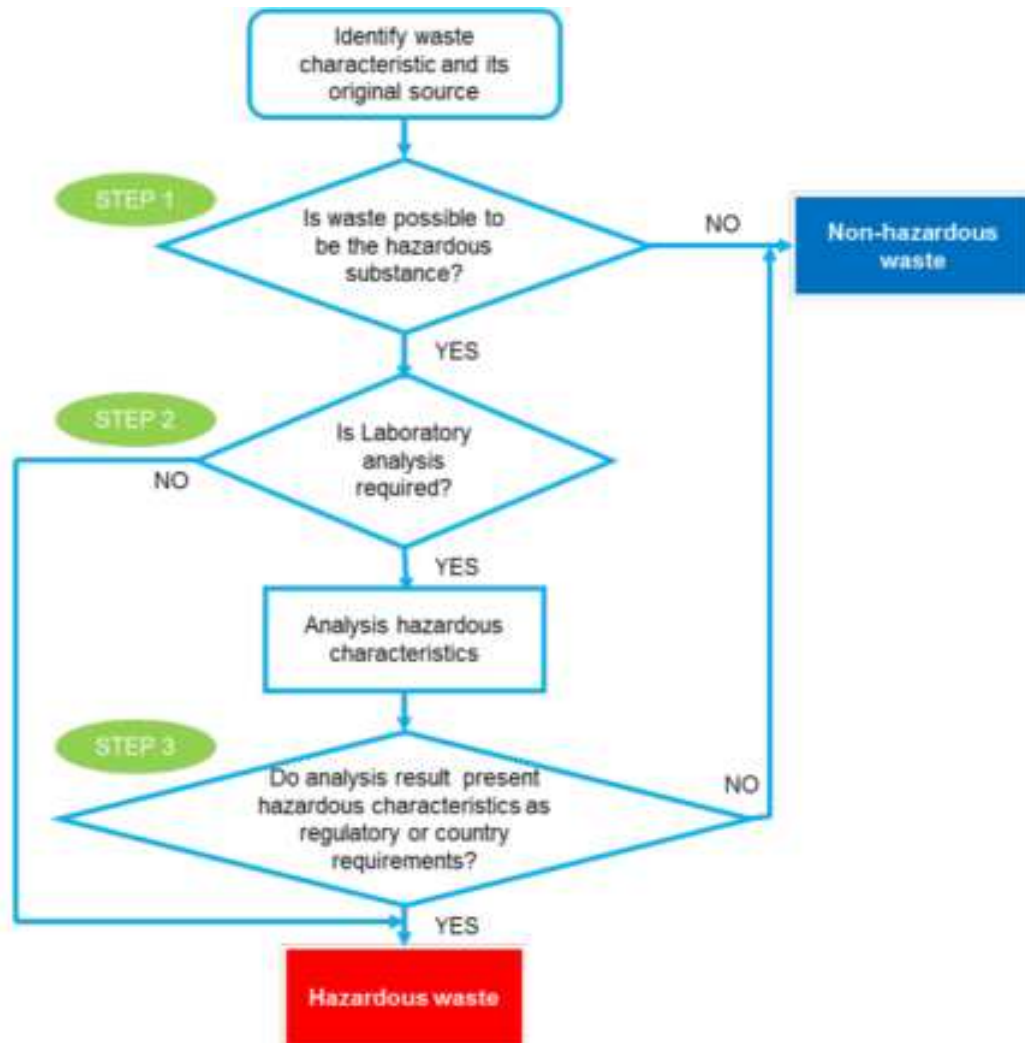 Identify waste
characteristic and its
original source
STEP 1
Is waste possible to
be the hazardous
substance?
NO
Non-hazardous
waste
YES
STEP 2
Is Laboratory
analysis
required?
NO
YES
Analysis hazardous
characteristics
STEP 3
Do analysis result present
hazardous characteristics as
regulatory or country
requirements?
NO
YES
Hazardous waste